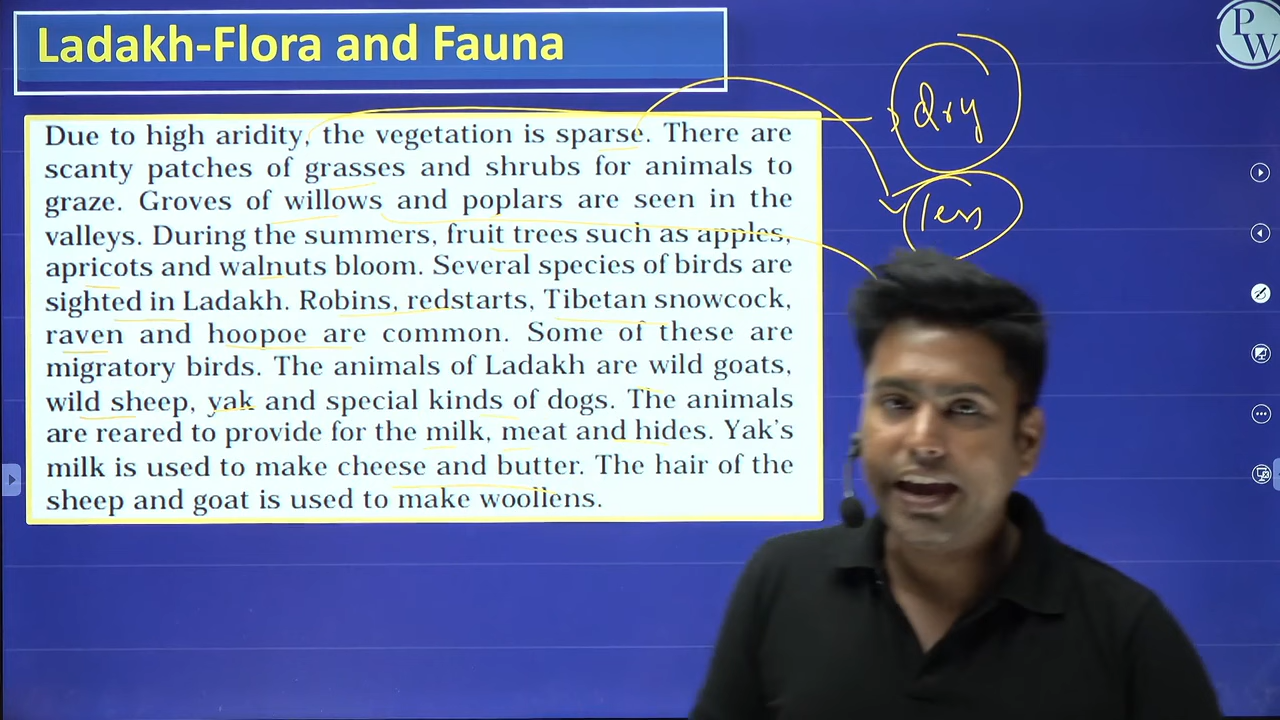 Ladakh-Flora and Fauna
PW
dry
less
Due to high aridity, the vegetation is sparse. There are
scanty patches of grasses and shrubs for animals to
graze. Groves of willows and poplars are seen in the
valleys. During the summers, fruit trees such as apples,
apricots and walnuts bloom. Several species of birds are
sighted in Ladakh. Robins, redstarts, Tibetan snowcock,
raven and hoopoe are common. Some of these are
migratory birds. The animals of Ladakh are wild goats,
wild sheep, yak and special kinds of dogs. The animals
are reared to provide for the milk, meat and hides. Yak's
milk is used to make cheese and butter. The hair of the
sheep and goat is used to make woollens.